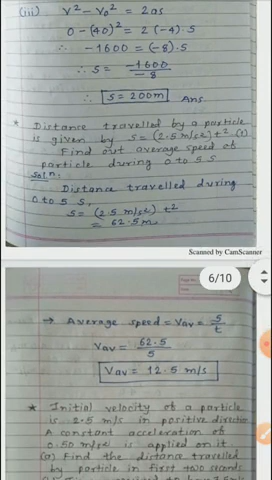 (iii) V² - V₀² = 2as
0 - (40)² = 2 (-4) . s
∴ -1600 = (-8) . s
∴ s = -1600/-8
∴ s = 200m Ans
* Distance travelled by a particle
is given by s = (2.5 m/s²) t²
Find out average speed of
particle during 0 to 5 s
Soln:
Distance travelled during
0 to 5 s,
s = (2.5 m/s²) t²
= 62.5 m
Scanned by CamScanner
6/10
→ Average speed = Vav = s/t
Vav = 62.5/5
Vav = 12.5 m/s
* Initial velocity of a particle
is 2.5 m/s in positive direction
A constant acceleration of
0.50 m/s² is applied on it
(a) Find the distance travelled
by particle in first two seconds